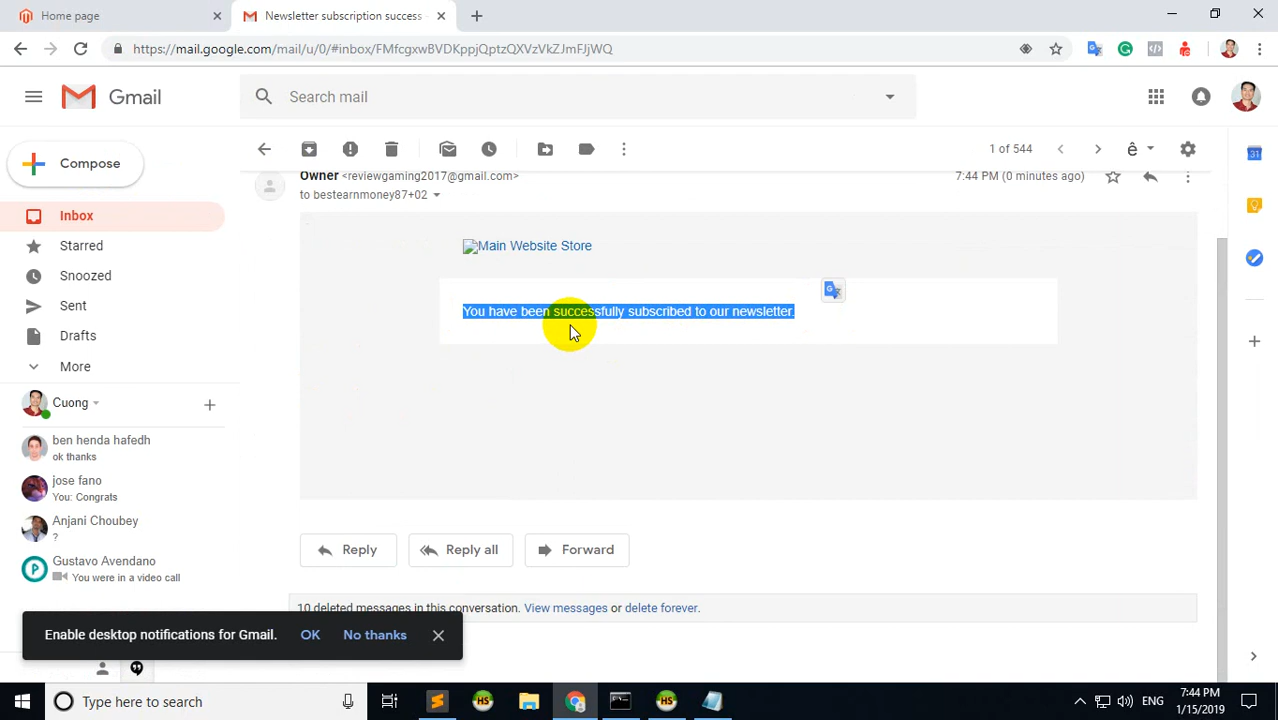 Home page
Newsletter subscription success
https://mail.google.com/mail/u/0/#inbox/FMfcgxwBVDKppjQptzQXVzVkZJmFJjWQ
Gmail
Search mail
Compose
1 of 544
ê
Inbox
Starred
Snoozed
Sent
Drafts
More
Owner <reviewgaming2017@gmail.com>
7:44 PM (0 minutes ago)
to bestearnmoney87+02
Main Website Store
You have been successfully subscribed to our newsletter.
Cuong
ben henda hafedh
ok thanks
jose fano
You: Congrats
Anjani Choubey
?
Gustavo Avendano
You were in a video call
Reply
Reply all
Forward
10 deleted messages in this conversation. View messages or delete forever.
Enable desktop notifications for Gmail. OK No thanks
Type here to search
ENG
7:44 PM
1/15/2019